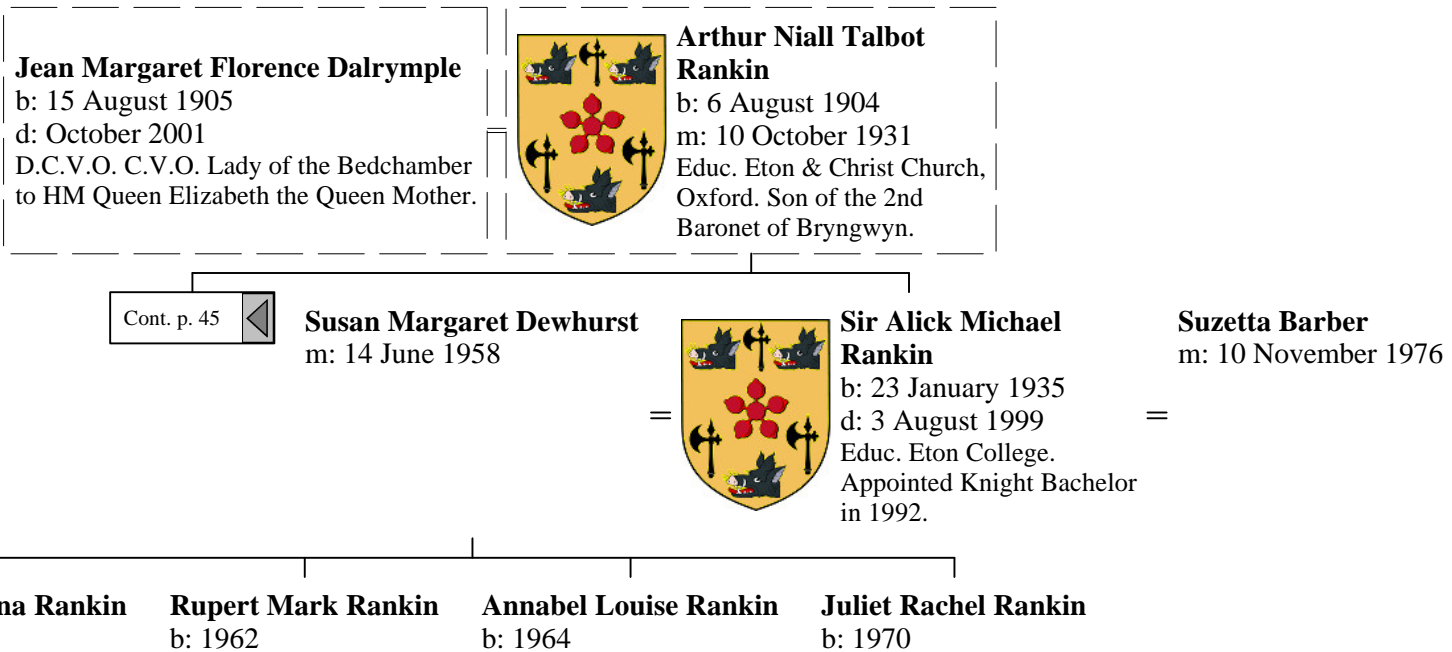 Jean Margaret Florence Dalrymple
b: 15 August 1905
d: October 2001
D.C.V.O. C.V.O. Lady of the Bedchamber
to HM Queen Elizabeth the Queen Mother.
=
Arthur Niall Talbot
Rankin
b: 6 August 1904
m: 10 October 1931
Educ. Eton & Christ Church,
Oxford. Son of the 2nd
Baronet of Bryngwyn.
Cont. p. 45
Susan Margaret Dewhurst
m: 14 June 1958
=
Sir Alick Michael
Rankin
b: 23 January 1935
d: 3 August 1999
Educ. Eton College.
Appointed Knight Bachelor
in 1992.
=
Suzetta Barber
m: 10 November 1976
na Rankin
Rupert Mark Rankin
b: 1962
Annabel Louise Rankin
b: 1964
Juliet Rachel Rankin
b: 1970